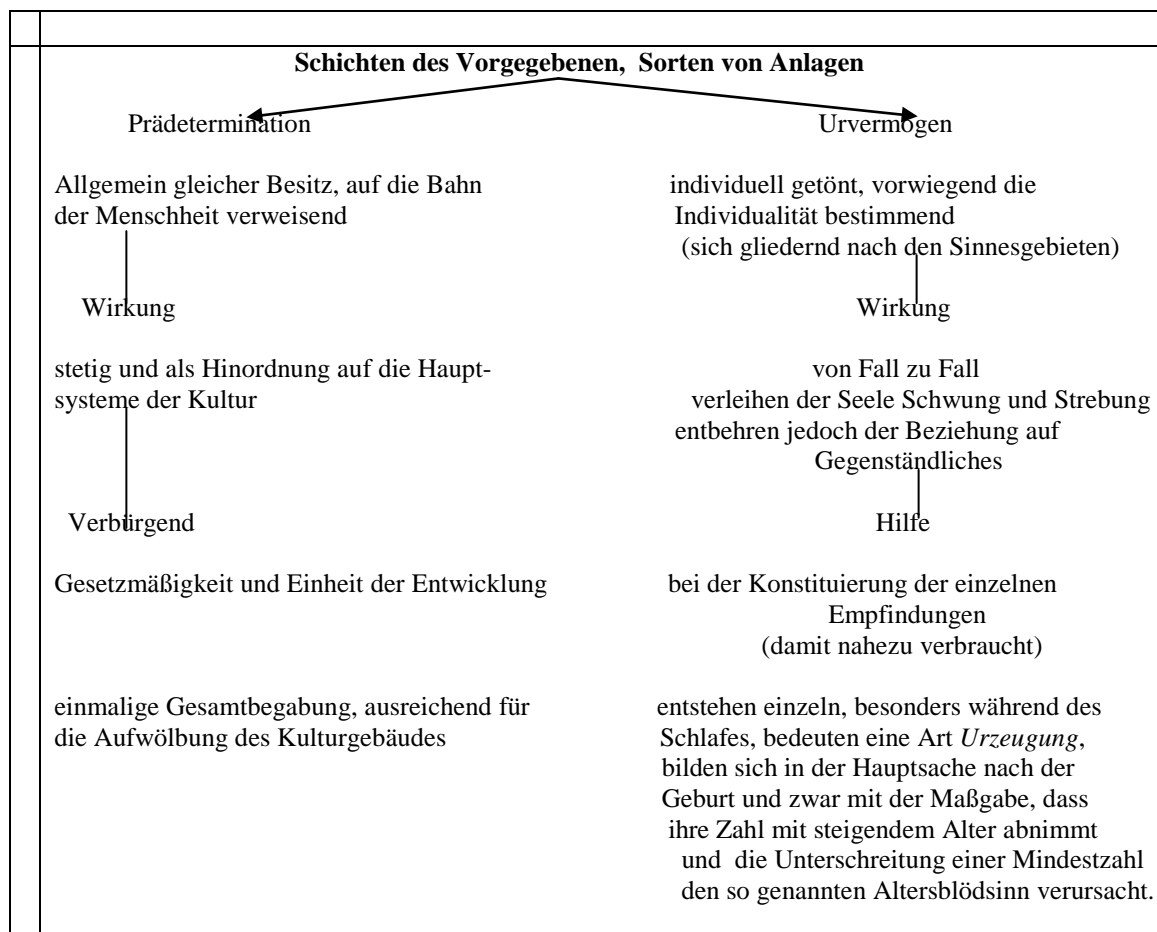 Schichten des Vorgegebenen, Sorten von Anlagen
Prädetermination
Urvermögen
Allgemein gleicher Besitz, auf die Bahn
der Menschheit verweisend
individuell getönt, vorwiegend die
Individualität bestimmend
(sich gliedernd nach den Sinnesgebieten)
Wirkung
Wirkung
stetig und als Hinordnung auf die Haupt-
systeme der Kultur
von Fall zu Fall
verleihen der Seele Schwung und Strebung
entbehren jedoch der Beziehung auf
Gegenständliches
Verbürgend
Hilfe
Gesetzmäßigkeit und Einheit der Entwicklung
bei der Konstituierung der einzelnen
Empfindungen
(damit nahezu verbraucht)
einmalige Gesamtbegabung, ausreichend für
die Aufwölbung des Kulturgebäudes
entstehen einzeln, besonders während des
Schlafes, bedeuten eine Art Urzeugung,
bilden sich in der Hauptsache nach der
Geburt und zwar mit der Maßgabe, dass
ihre Zahl mit steigendem Alter abnimmt
und die Unterschreitung einer Mindestzahl
den so genannten Altersblödsinn verursacht.